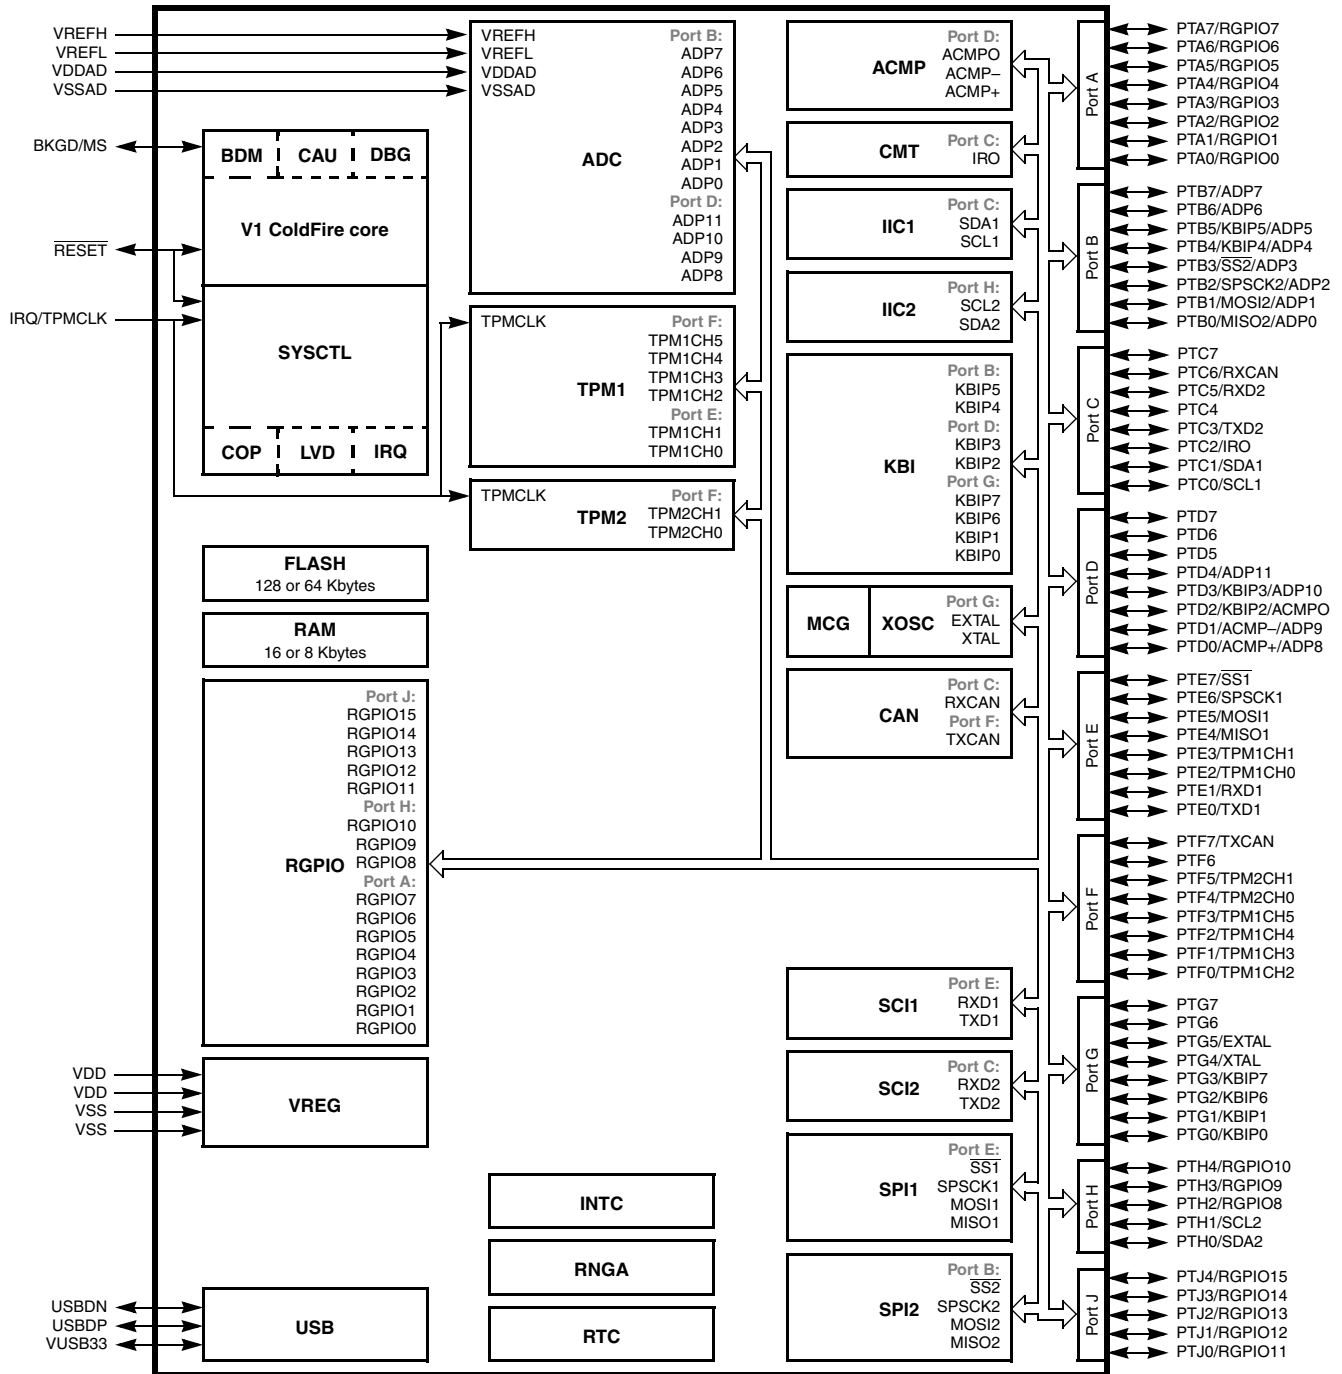 VREFH
VREFL
VDDAD
VSSAD
BKGD/MS
RESET
IRQ/TPMCLK
BDM
CAU
DBG
V1 ColdFire core
SYSCTL
COP
LVD
IRQ
FLASH
128 or 64 Kbytes
RAM
16 or 8 Kbytes
RGPIO
Port J:
RGPIO15
RGPIO14
RGPIO13
RGPIO12
RGPIO11
Port H:
RGPIO10
RGPIO9
RGPIO8
Port A:
RGPIO7
RGPIO6
RGPIO5
RGPIO4
RGPIO3
RGPIO2
RGPIO1
RGPIO0
VDD
VDD
VSS
VSS
VREG
USBDN
USBDP
VUSB33
USB
VREFH
VREFL
VDDAD
VSSAD
ADC
Port B:
ADP7
ADP6
ADP5
ADP4
ADP3
ADP2
ADP1
ADP0
Port D:
ADP11
ADP10
ADP9
ADP8
TPMCLK
TPM1
Port F:
TPM1CH5
TPM1CH4
TPM1CH3
TPM1CH2
Port E:
TPM1CH1
TPM1CH0
TPMCLK
TPM2
Port F:
TPM2CH1
TPM2CH0
INTC
RNGA
RTC
ACMP
Port D:
ACMPO
ACMP–
ACMP+
CMT
Port C:
IRO
IIC1
Port C:
SDA1
SCL1
IIC2
Port H:
SCL2
SDA2
KBI
Port B:
KBIP5
KBIP4
Port D:
KBIP3
KBIP2
Port G:
KBIP7
KBIP6
KBIP1
KBIP0
MCG
XOSC
Port G:
EXTAL
XTAL
CAN
Port C:
RXCAN
Port F:
TXCAN
SCI1
Port E:
RXD1
TXD1
SCI2
Port C:
RXD2
TXD2
SPI1
Port E:
SS1
SPSCK1
MOSI1
MISO1
SPI2
Port B:
SS2
SPSCK2
MOSI2
MISO2
Port A
PTA7/RGPIO7
PTA6/RGPIO6
PTA5/RGPIO5
PTA4/RGPIO4
PTA3/RGPIO3
PTA2/RGPIO2
PTA1/RGPIO1
PTA0/RGPIO0
Port B
PTB7/ADP7
PTB6/ADP6
PTB5/KBIP5/ADP5
PTB4/KBIP4/ADP4
PTB3/SS2/ADP3
PTB2/SPSCK2/ADP2
PTB1/MOSI2/ADP1
PTB0/MISO2/ADP0
Port C
PTC7
PTC6/RXCAN
PTC5/RXD2
PTC4
PTC3/TXD2
PTC2/IRO
PTC1/SDA1
PTC0/SCL1
Port D
PTD7
PTD6
PTD5
PTD4/ADP11
PTD3/KBIP3/ADP10
PTD2/KBIP2/ACMPO
PTD1/ACMP–/ADP9
PTD0/ACMP+/ADP8
Port E
PTE7/SS1
PTE6/SPSCK1
PTE5/MOSI1
PTE4/MISO1
PTE3/TPM1CH1
PTE2/TPM1CH0
PTE1/RXD1
PTE0/TXD1
Port F
PTF7/TXCAN
PTF6
PTF5/TPM2CH1
PTF4/TPM2CH0
PTF3/TPM1CH5
PTF2/TPM1CH4
PTF1/TPM1CH3
PTF0/TPM1CH2
Port G
PTG7
PTG6
PTG5/EXTAL
PTG4/XTAL
PTG3/KBIP7
PTG2/KBIP6
PTG1/KBIP1
PTG0/KBIP0
Port H
PTH4/RGPIO10
PTH3/RGPIO9
PTH2/RGPIO8
PTH1/SCL2
PTH0/SDA2
Port J
PTJ4/RGPIO15
PTJ3/RGPIO14
PTJ2/RGPIO13
PTJ1/RGPIO12
PTJ0/RGPIO11